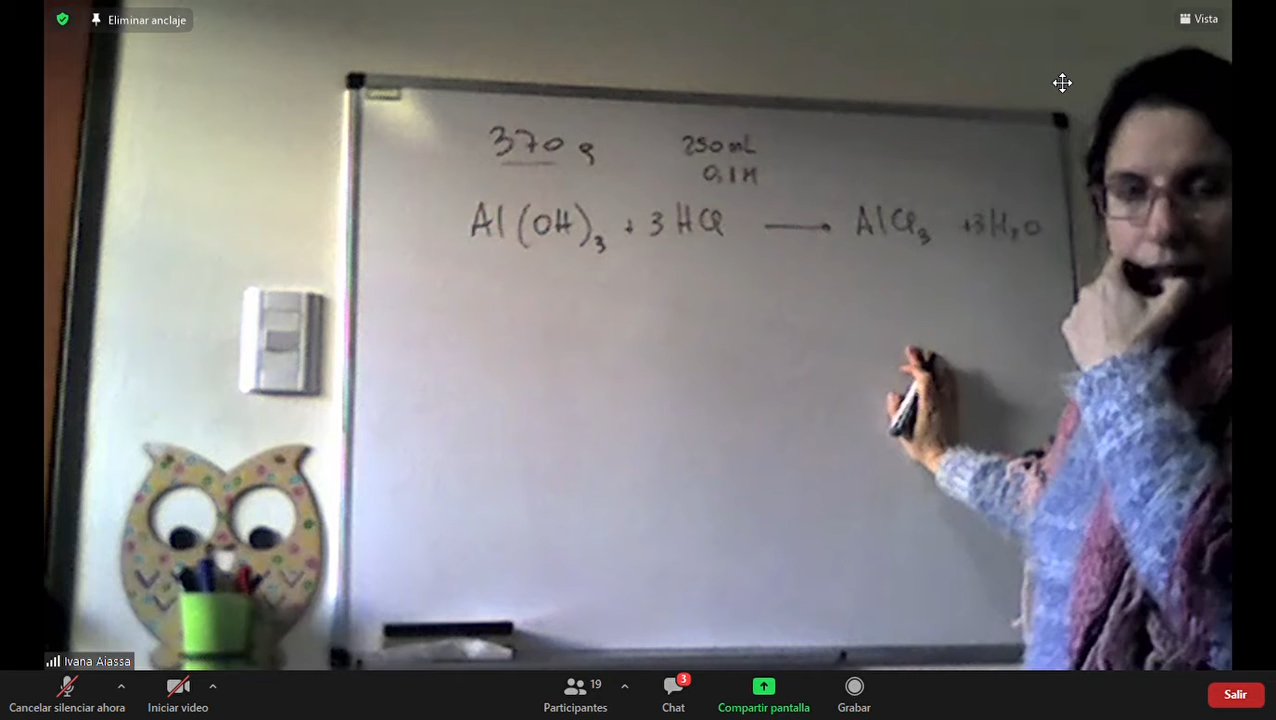 Eliminar anclaje
Vista
370 g
250 mL
0,1 M
Al(OH)₃ + 3 HCl → AlCl₃ + 3 H₂O
Ivana Aiassa
Cancelar silenciar ahora
Iniciar video
19
Participantes
3
Chat
Compartir pantalla
Grabar
Salir